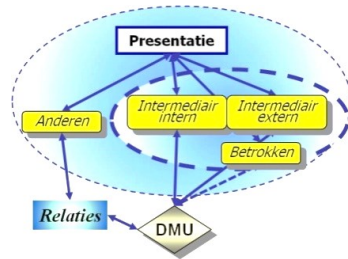 Presentatie
Anderen
Intermediair
intern
Intermediair
extern
Betrokken
Relaties
DMU